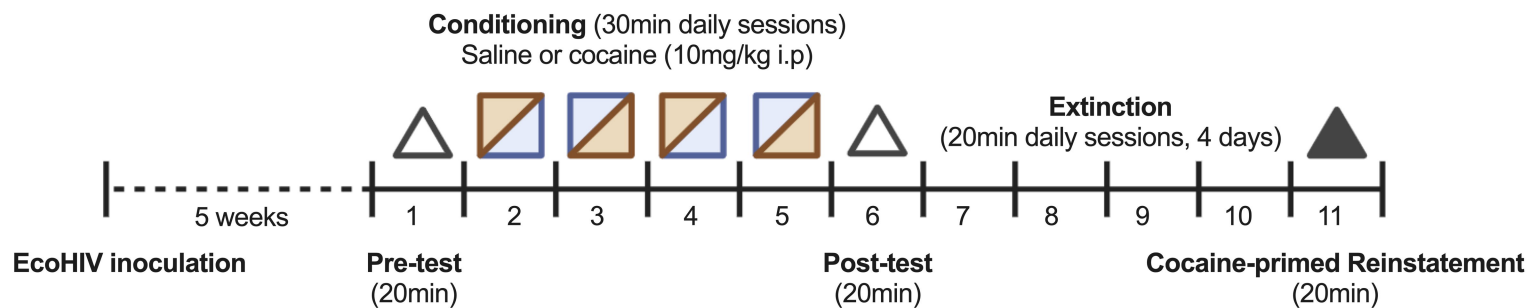 Conditioning (30min daily sessions)
Saline or cocaine (10mg/kg i.p)
Extinction
(20min daily sessions, 4 days)
5 weeks
1
2
3
4
5
6
7
8
9
10
11
EcoHIV inoculation
Pre-test
(20min)
Post-test
(20min)
Cocaine-primed Reinstatement
(20min)